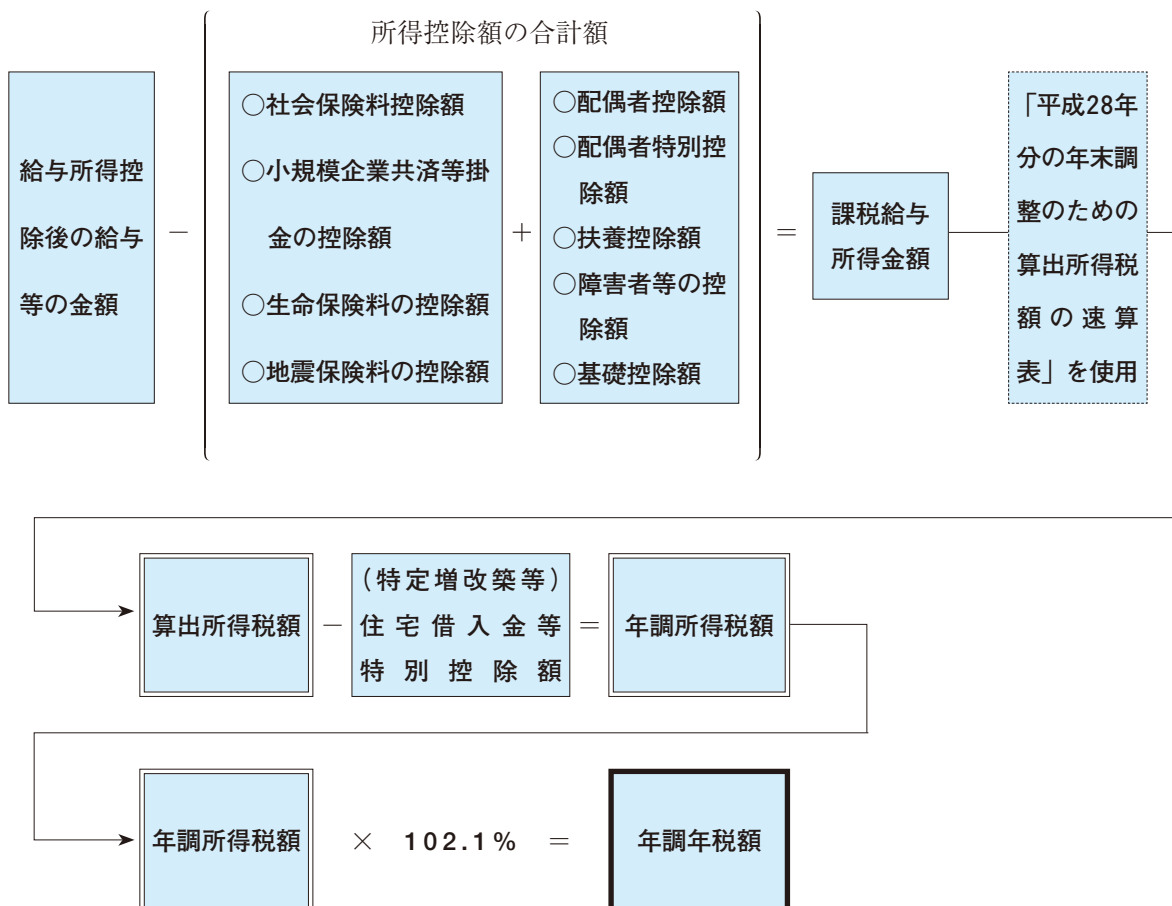 所得控除額の合計額
給与所得控
除後の給与
等の金額
−
○社会保険料控除額
○小規模企業共済等掛
金の控除額
○生命保険料の控除額
○地震保険料の控除額
+
○配偶者控除額
○配偶者特別控
除額
○扶養控除額
○障害者等の控
除額
○基礎控除額
=
課税給与
所得金額
「平成28年
分の年末調
整のための
算出所得税
額の速算
表」を使用
算出所得税額
−
(特定増改築等)
住宅借入金等
特別控除額
=
年調所得税額
年調所得税額
× 102.1% =
年調年税額